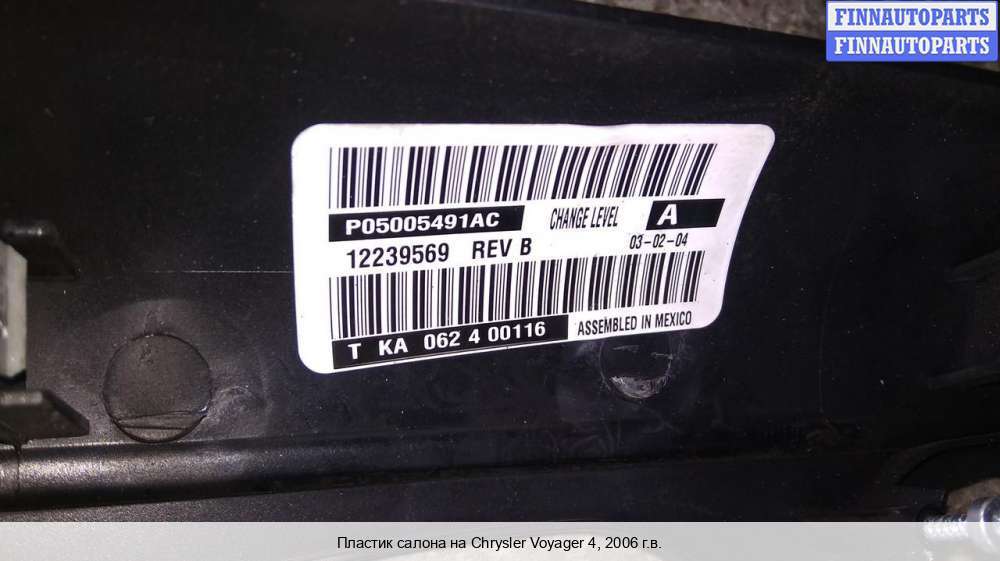 FINNAUTOPARTS
FINNAUTOPARTS
P05005491AC CHANGE LEVEL A
12239569 REV B 03-02-04
T KA 062 4 00116 ASSEMBLED IN MEXICO
Пластик салона на Chrysler Voyager 4, 2006 г.в.